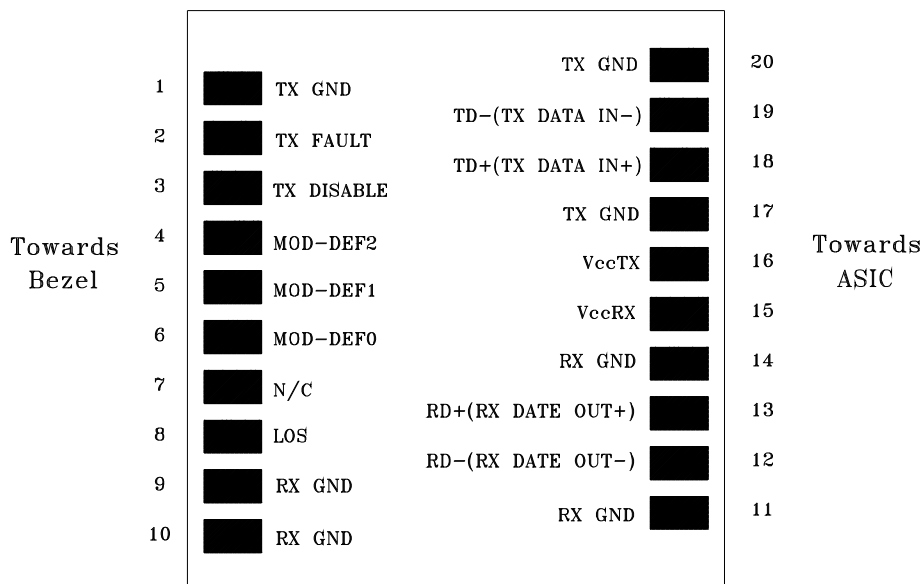 20
TX GND
1
TX GND
19
TD-(TX DATA IN-)
2
TX FAULT
18
TD+(TX DATA IN+)
3
TX DISABLE
17
TX GND
4
MOD-DEF2
Towards
Bezel
Towards
ASIC
16
VccTX
5
MOD-DEF1
15
VccRX
6
MOD-DEF0
14
RX GND
7
N/C
13
RD+(RX DATE OUT+)
8
LOS
12
RD-(RX DATE OUT-)
9
RX GND
11
RX GND
10
RX GND